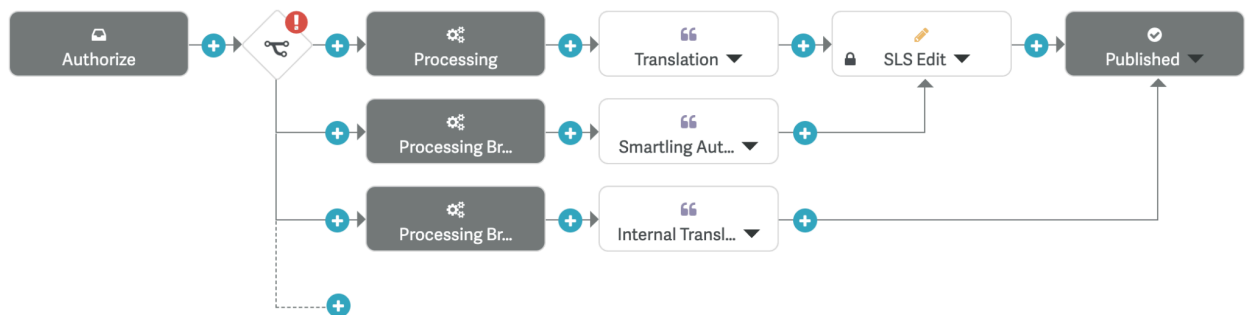 Authorize
Processing
Translation
SLS Edit
Published
Processing Br...
Smartling Aut...
Processing Br...
Internal Transl...